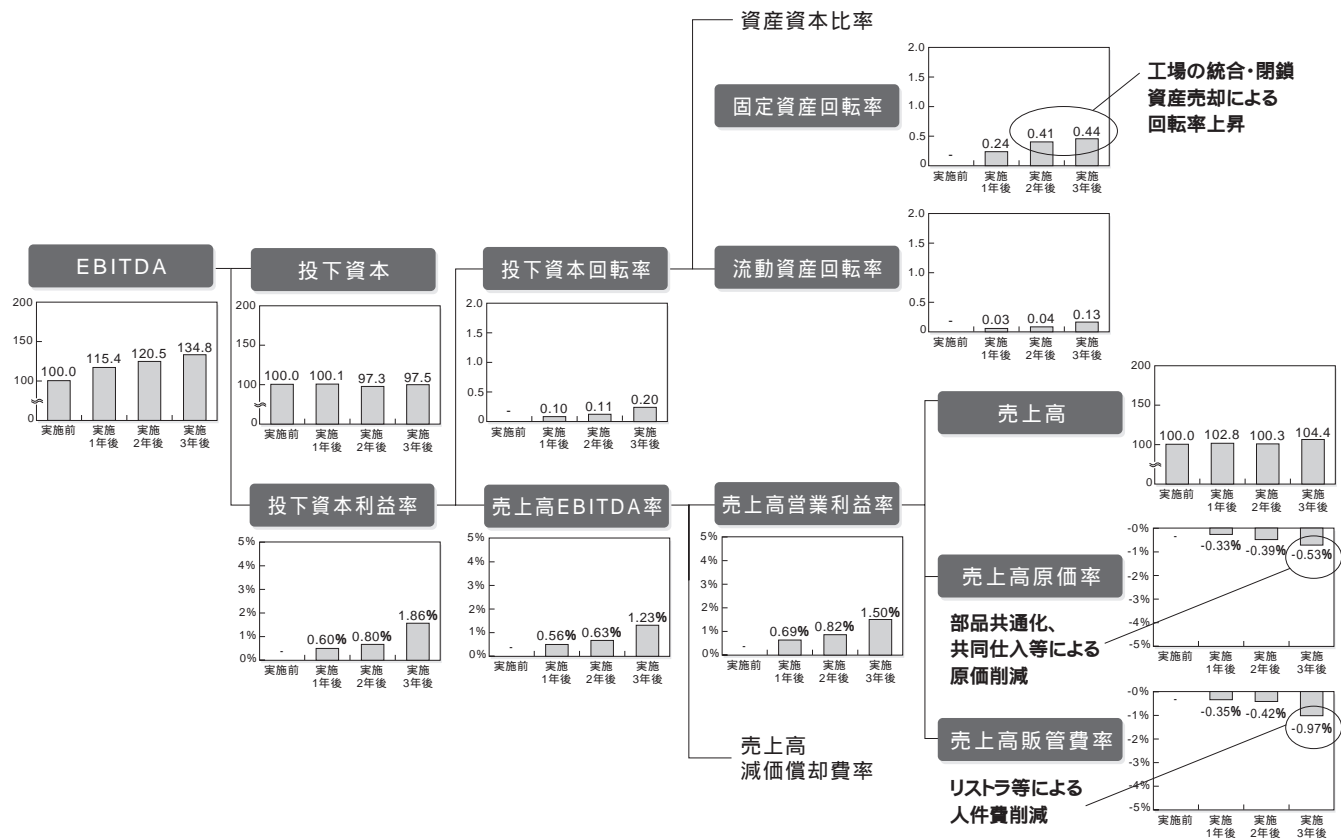 資産資本比率
固定資産回転率
2.0
1.5
1.0
0.5
0
-
0.24
0.41
0.44
実施前
実施
1年後
実施
2年後
実施
3年後
工場の統合・閉鎖
資産売却による
回転率上昇
EBITDA
200
150
100
0
100.0
115.4
120.5
134.8
実施前
実施
1年後
実施
2年後
実施
3年後
投下資本
200
150
100
0
100.0
100.1
97.3
97.5
実施前
実施
1年後
実施
2年後
実施
3年後
投下資本回転率
2.0
1.5
1.0
0.5
0
-
0.10
0.11
0.20
実施前
実施
1年後
実施
2年後
実施
3年後
流動資産回転率
2.0
1.5
1.0
0.5
0
-
0.03
0.04
0.13
実施前
実施
1年後
実施
2年後
実施
3年後
売上高
200
150
100
0
100.0
102.8
100.3
104.4
実施前
実施
1年後
実施
2年後
実施
3年後
投下資本利益率
5%
4%
3%
2%
1%
0%
-
0.60%
0.80%
1.86%
実施前
実施
1年後
実施
2年後
実施
3年後
売上高EBITDA率
5%
4%
3%
2%
1%
0%
-
0.56%
0.63%
1.23%
実施前
実施
1年後
実施
2年後
実施
3年後
売上高営業利益率
5%
4%
3%
2%
1%
0%
-
0.69%
0.82%
1.50%
実施前
実施
1年後
実施
2年後
実施
3年後
売上高原価率
部品共通化、
共同仕入等による
原価削減
-0%
-1%
-2%
-3%
-4%
-5%
-
-0.33%
-0.39%
-0.53%
実施前
実施
1年後
実施
2年後
実施
3年後
売上高
減価償却費率
売上高販管費率
リストラ等による
人件費削減
-0%
-1%
-2%
-3%
-4%
-5%
-
-0.35%
-0.42%
-0.97%
実施前
実施
1年後
実施
2年後
実施
3年後